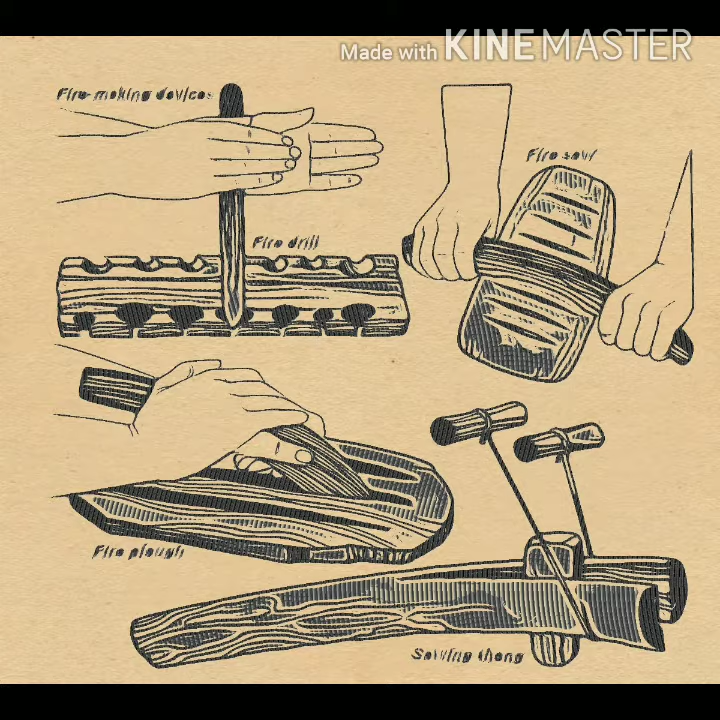 Made with KINEMASTER
Fire-making devices
Fire saw
Fire drill
Fire plough
Sawing thong